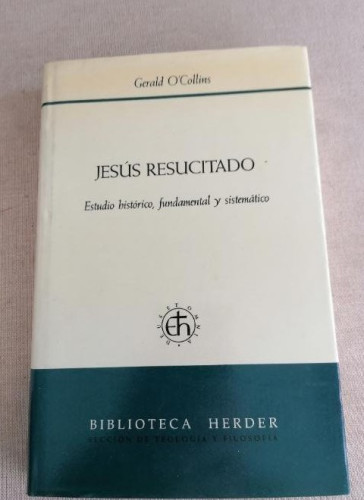 Gerald O'Collins
JESÚS RESUCITADO
Estudio histórico, fundamental y sistemático
BIBLIOTECA HERDER
SECCIÓN DE TEOLOGÍA Y FILOSOFÍA